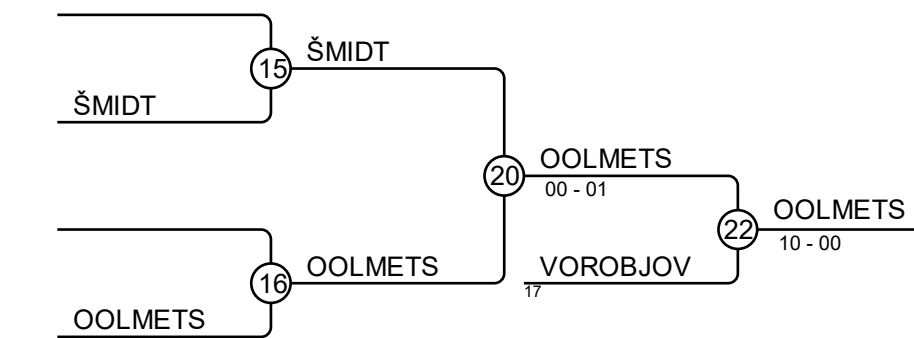 ŠMIDT
15
ŠMIDT
OOLMETS
20
00 - 01
OOLMETS
22
10 - 00
OOLMETS
16
VOROBJOV
17
OOLMETS